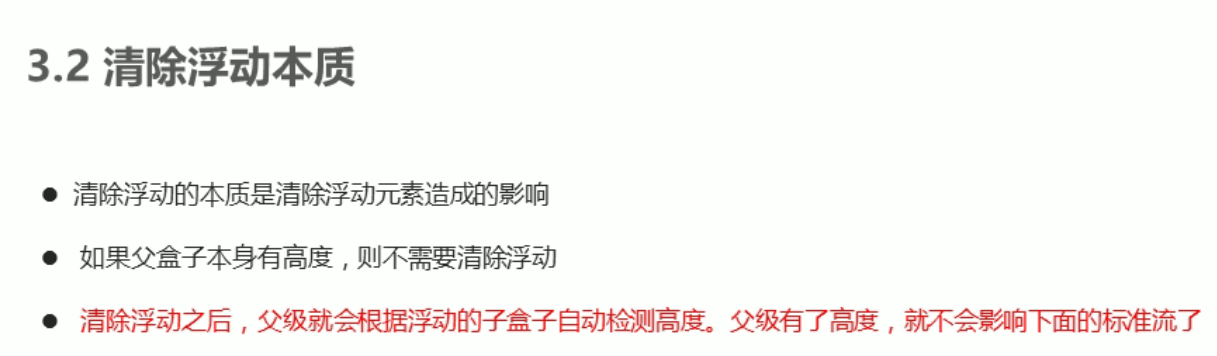 3.2 清除浮动本质
● 清除浮动的本质是清除浮动元素造成的影响
● 如果父盒子本身有高度，则不需要清除浮动
● 清除浮动之后，父级就会根据浮动的子盒子自动检测高度。父级有了高度，就不会影响下面的标准流了